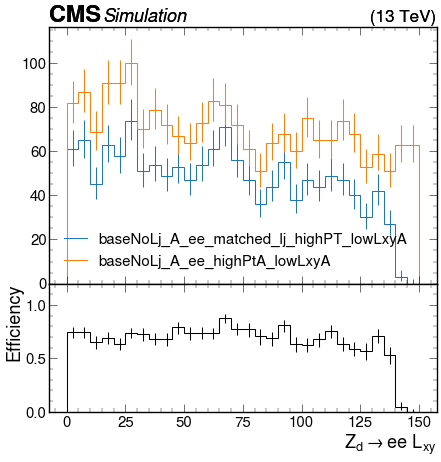 CMS Simulation (13 TeV)
100
80
60
40
20
0
baseNoLj_A_ee_matched_lj_highPT_lowLxyA
baseNoLj_A_ee_highPtA_lowLxyA
Efficiency
1.0
0.5
0.0
0 25 50 75 100 125 150
Z_d → ee L_xy